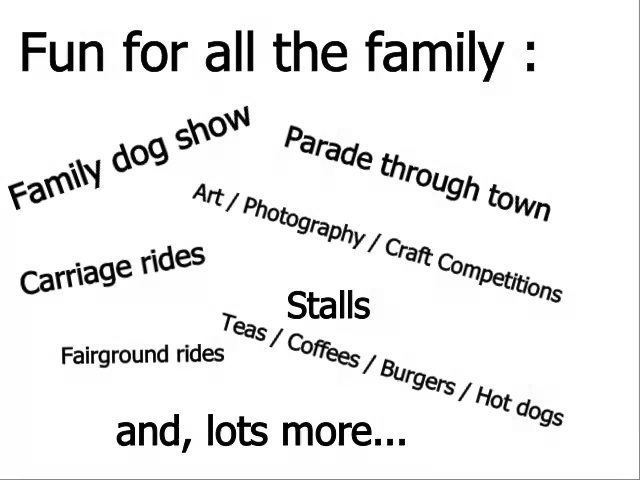 Fun for all the family :
Family dog show
Parade through town
Art / Photography / Craft Competitions
Carriage rides
Stalls
Teas / Coffees / Burgers / Hot dogs
Fairground rides
and, lots more...